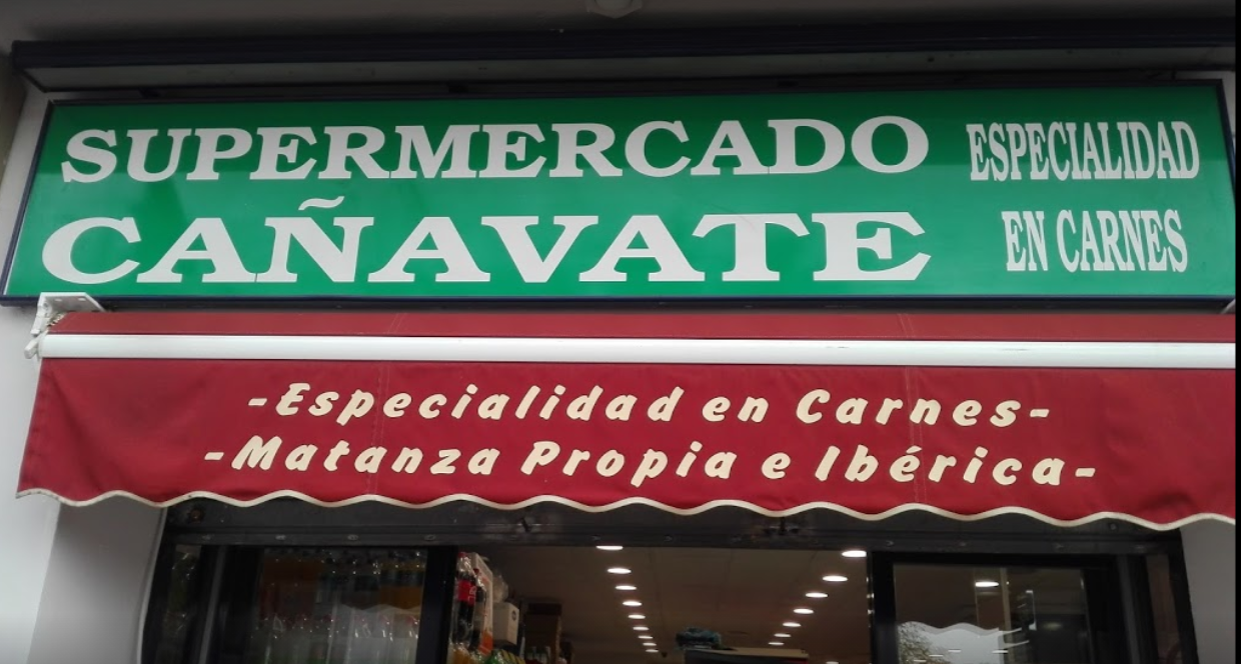 SUPERMERCADO
CAÑAVATE
ESPECIALIDAD
EN CARNES
-Especialidad en Carnes-
-Matanza Propia e Ibérica-